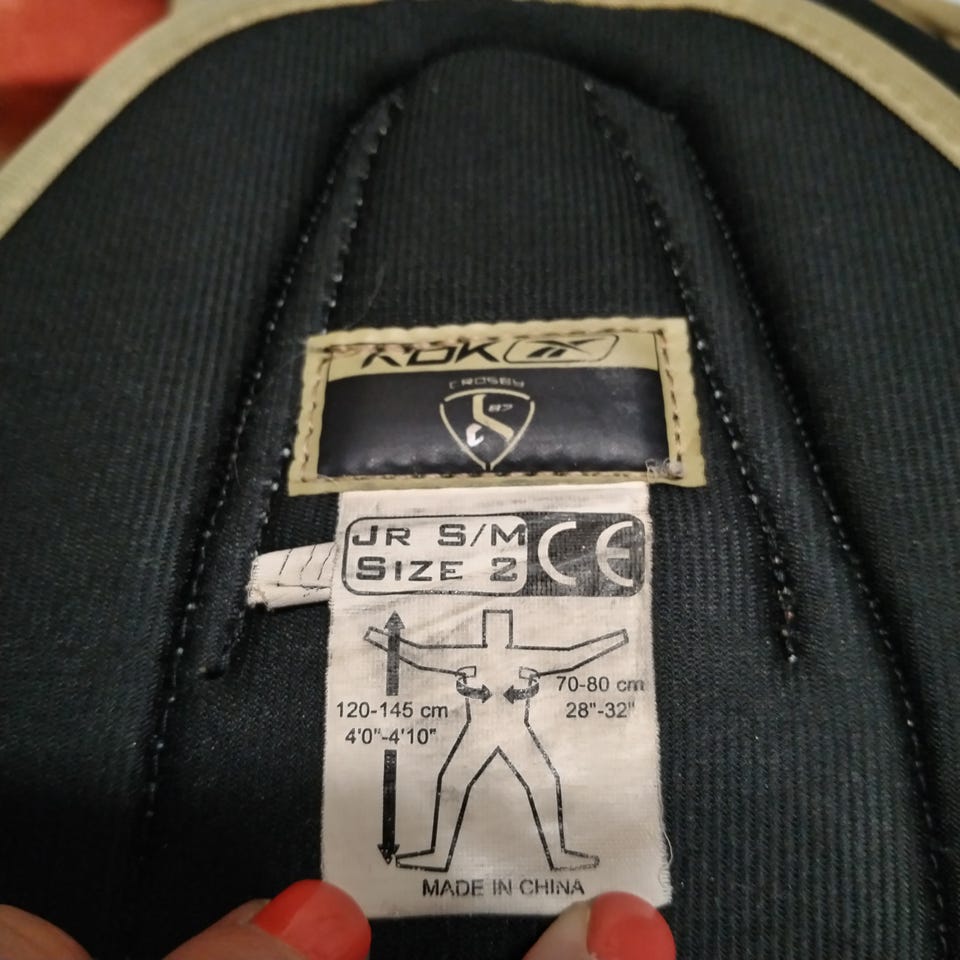 RBK
CROSBY
87
JR S/M
SIZE 2
CE
70-80 cm
28"-32"
120-145 cm
4'0"-4'10"
MADE IN CHINA